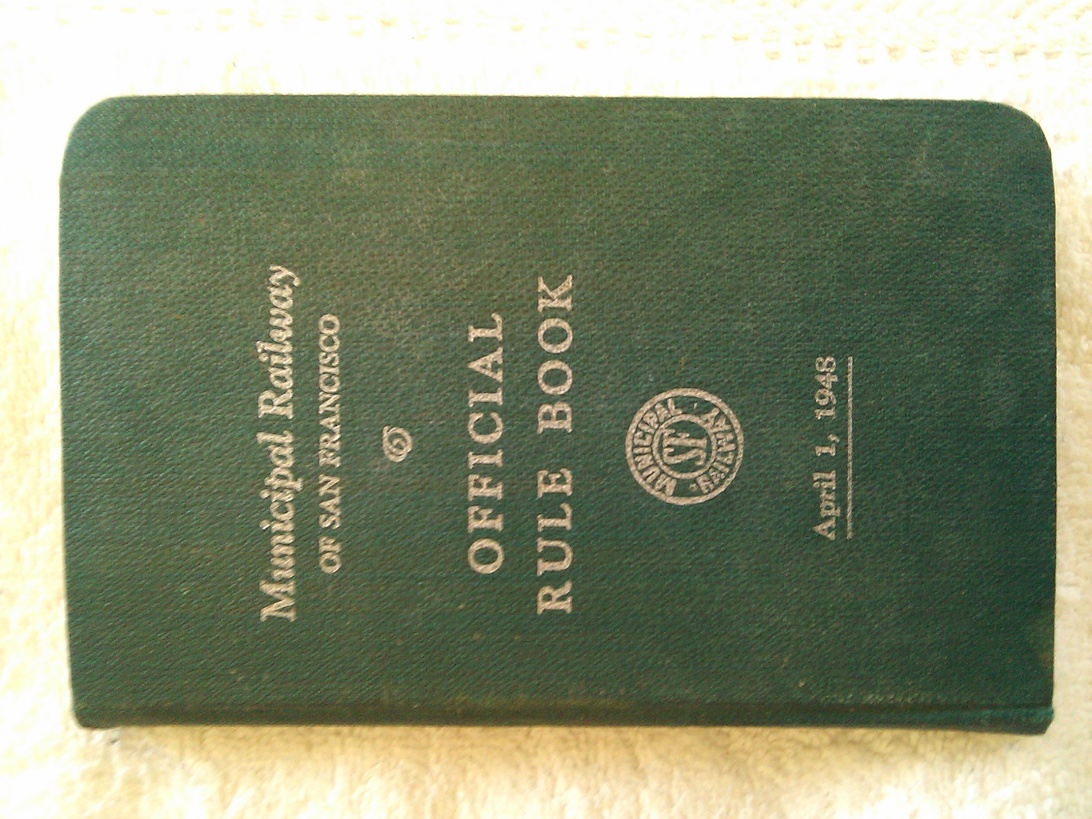 Municipal Railway
OF SAN FRANCISCO
OFFICIAL
RULE BOOK
MUNICIPAL
SF
RAILWAY
April 1, 1948